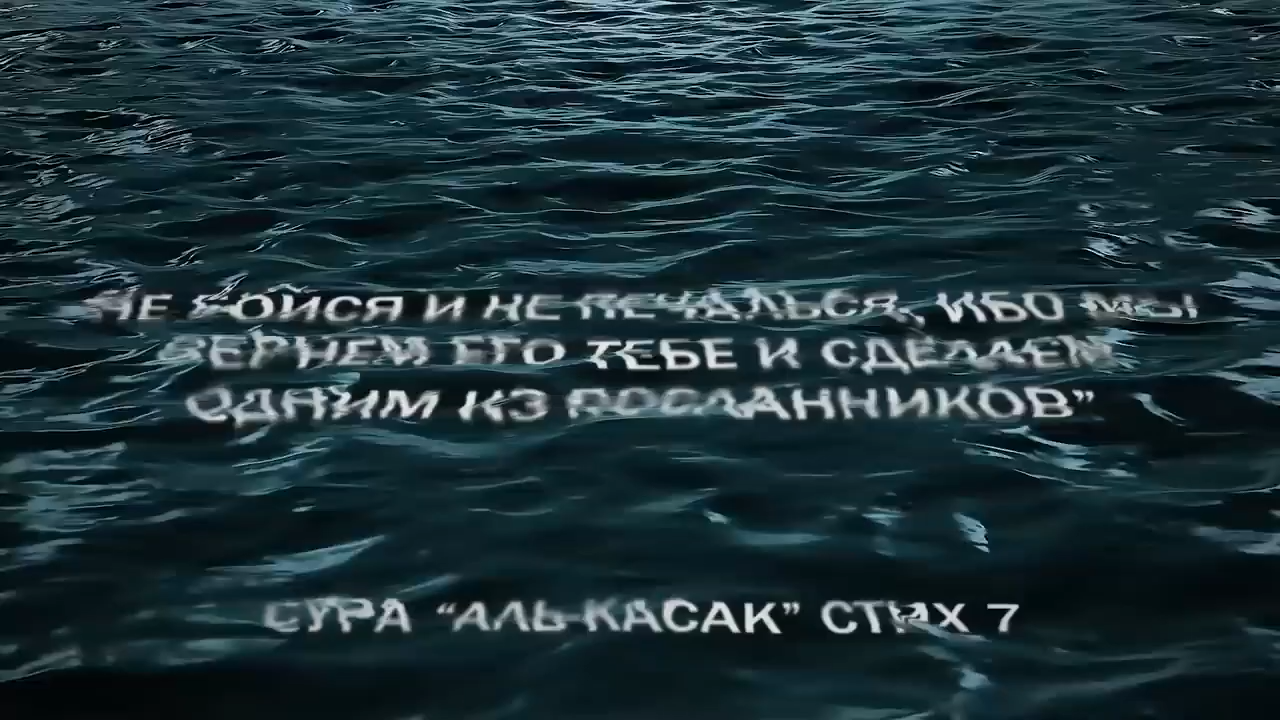 НЕ БОЙСЯ И НЕ ПЕЧАЛЬСЯ, ИБО МЫ
ВЕРНЕМ ЕГО ТЕБЕ И СДЕЛАЕМ
ОДНИМ ИЗ ПОСЛАННИКОВ”
СУРА “АЛЬ-КАСАК” СТИХ 7